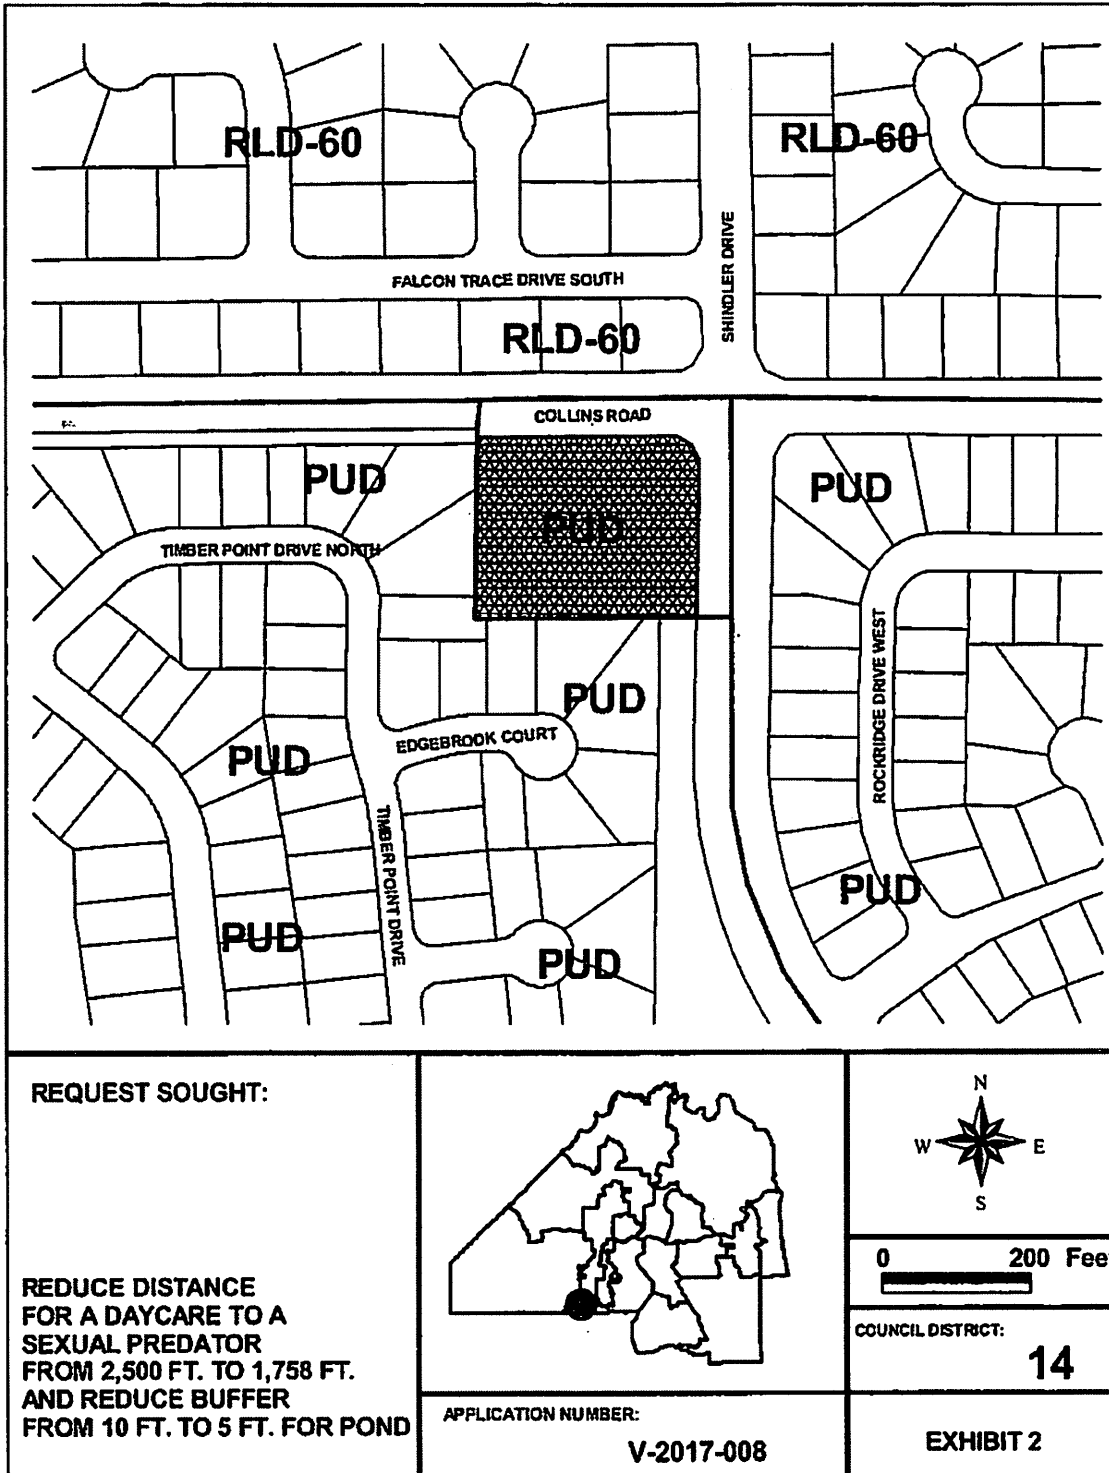 RLD-60
RLD-60
SHINDLER DRIVE
FALCON TRACE DRIVE SOUTH
RLD-60
COLLINS ROAD
PUD
PUD
PUD
TIMBER POINT DRIVE NORTH
ROCKRIDGE DRIVE WEST
PUD
EDGEBROOK COURT
PUD
TIMBER POINT DRIVE
PUD
PUD
PUD
REQUEST SOUGHT:
REDUCE DISTANCE
FOR A DAYCARE TO A
SEXUAL PREDATOR
FROM 2,500 FT. TO 1,758 FT.
AND REDUCE BUFFER
FROM 10 FT. TO 5 FT. FOR POND
N
W E
S
0 200 Fee
COUNCIL DISTRICT:
14
APPLICATION NUMBER:
V-2017-008
EXHIBIT 2